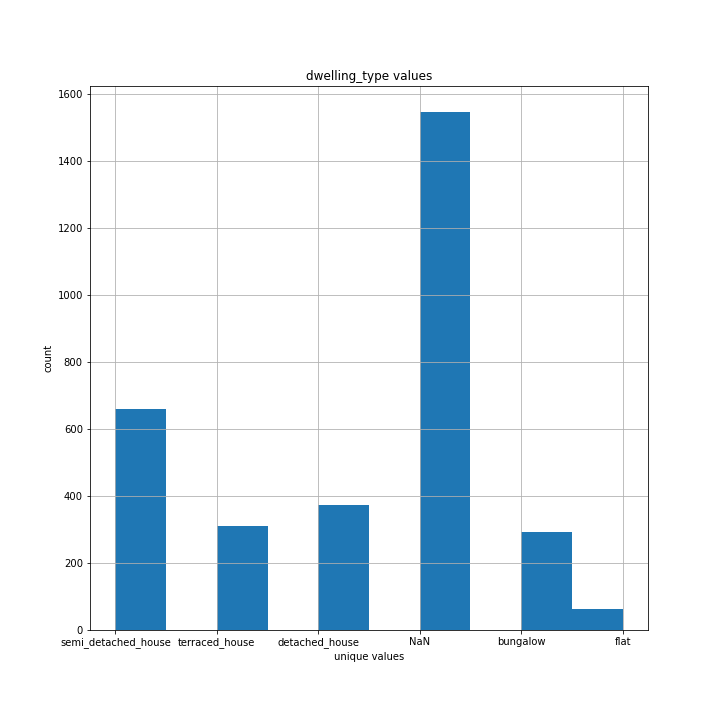 dwelling_type values
1600
1400
1200
1000
800
600
400
200
0
count
semi_detached_house terraced_house detached_house NaN bungalow flat
unique values